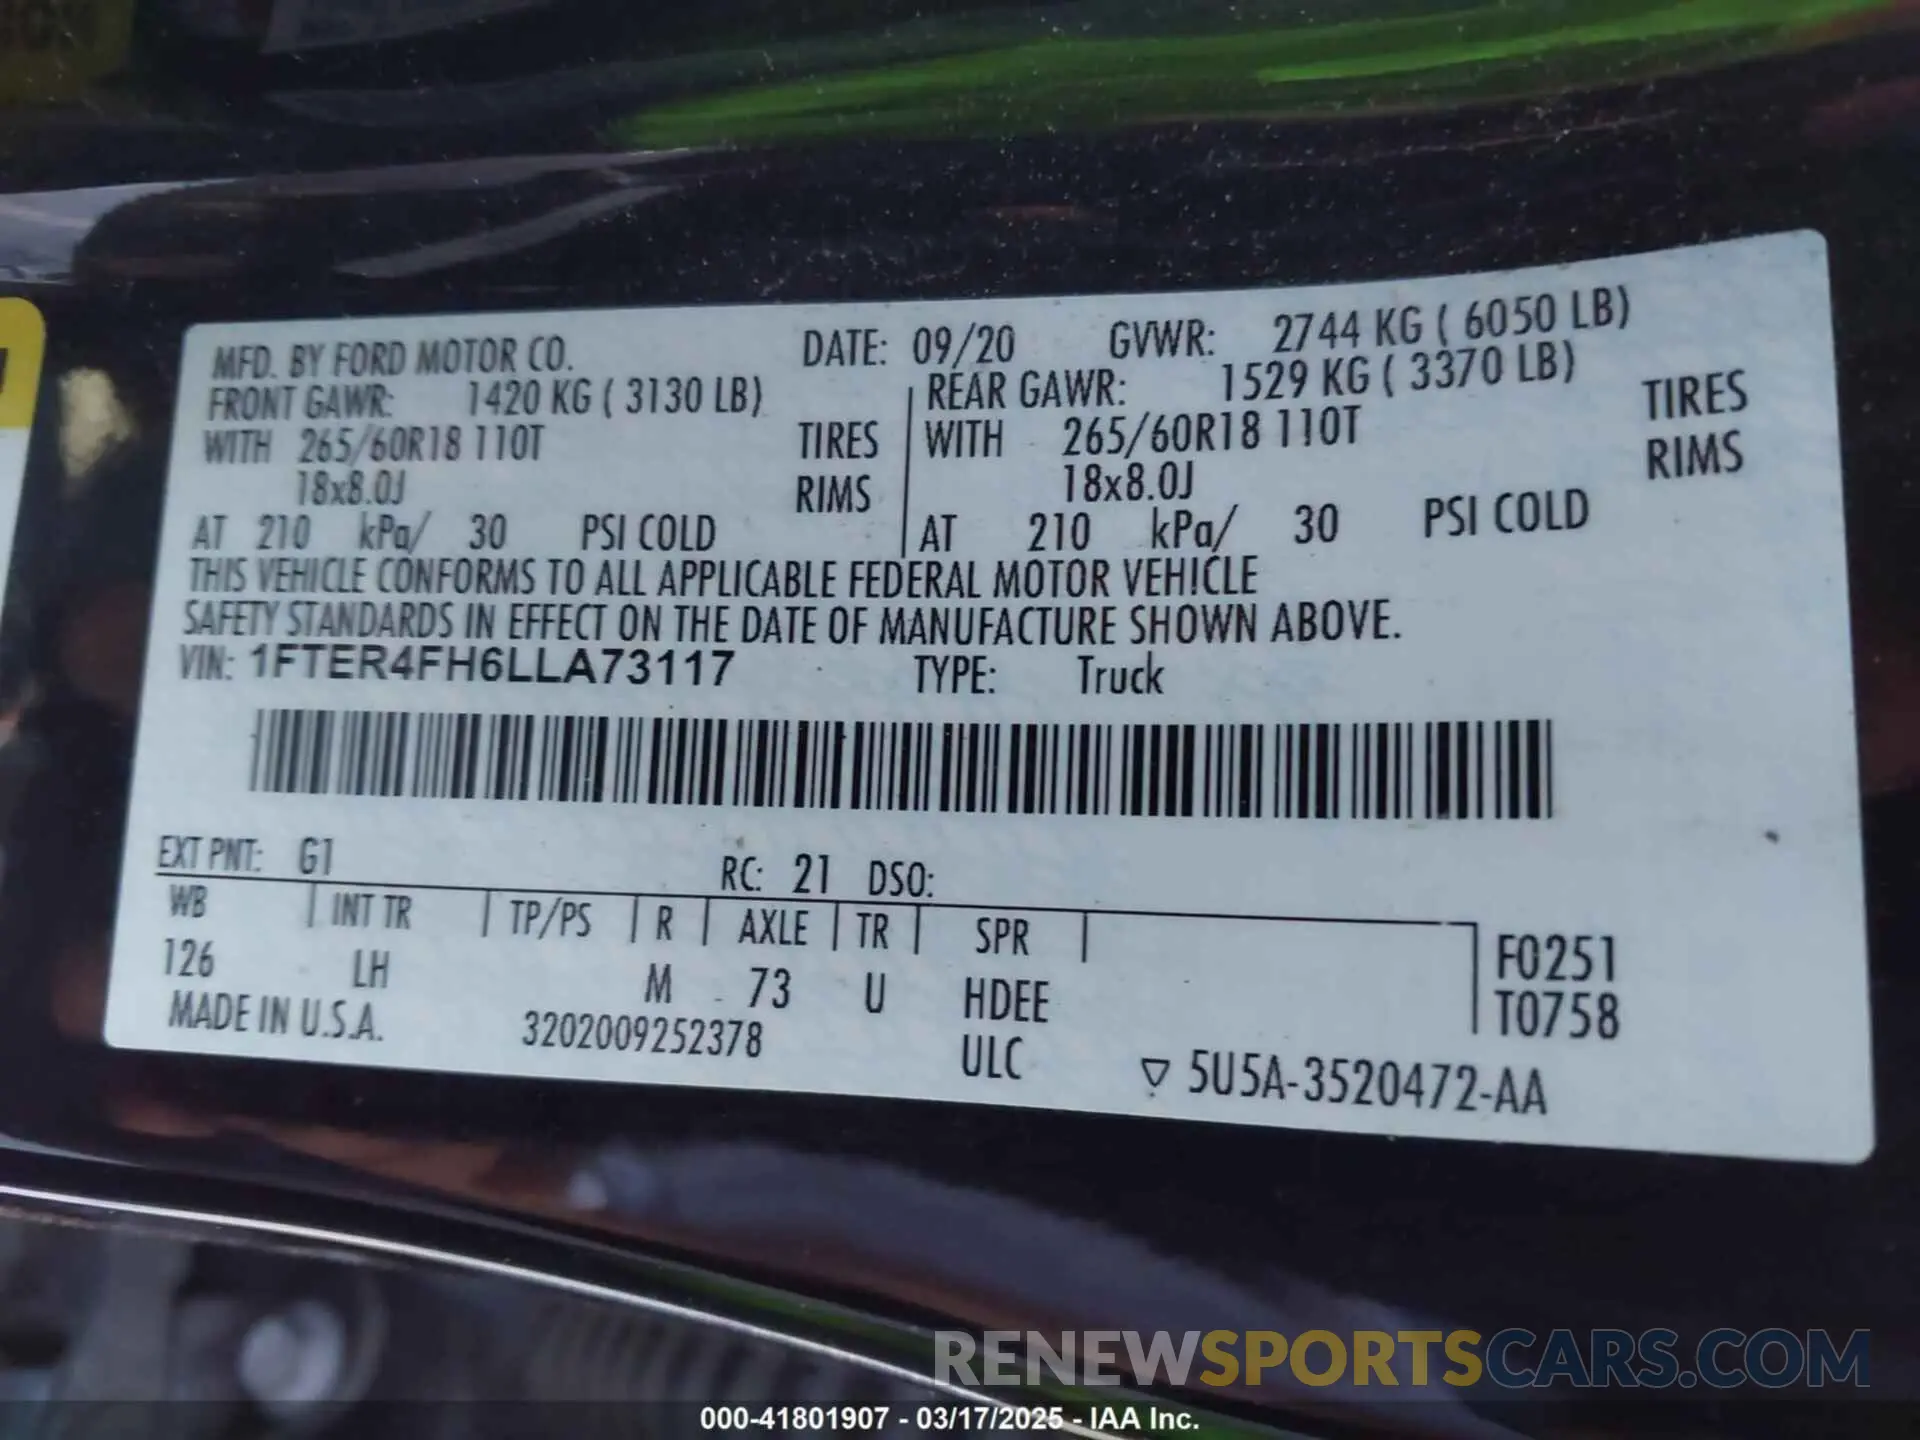 MFD. BY FORD MOTOR CO. DATE: 09/20 GVWR: 2744 KG ( 6050 LB)
FRONT GAWR: 1420 KG ( 3130 LB) REAR GAWR: 1529 KG ( 3370 LB)
WITH 265/60R18 110T TIRES WITH 265/60R18 110T TIRES
18x8.0J RIMS 18x8.0J RIMS
AT 210 kPa/ 30 PSI COLD AT 210 kPa/ 30 PSI COLD
THIS VEHICLE CONFORMS TO ALL APPLICABLE FEDERAL MOTOR VEHICLE
SAFETY STANDARDS IN EFFECT ON THE DATE OF MANUFACTURE SHOWN ABOVE.
VIN: 1FTER4FH6LLA73117 TYPE: Truck
EXT PNT: G1 RC: 21 DSO:
WB INT TR TP/PS R AXLE TR SPR
126 LH M 73 U HDEE
F0251
T0758
MADE IN U.S.A. 3202009252378 ULC ▽ 5U5A-3520472-AA
RENEWSPORTSCARS.COM
000-41801907 - 03/17/2025 - IAA Inc.